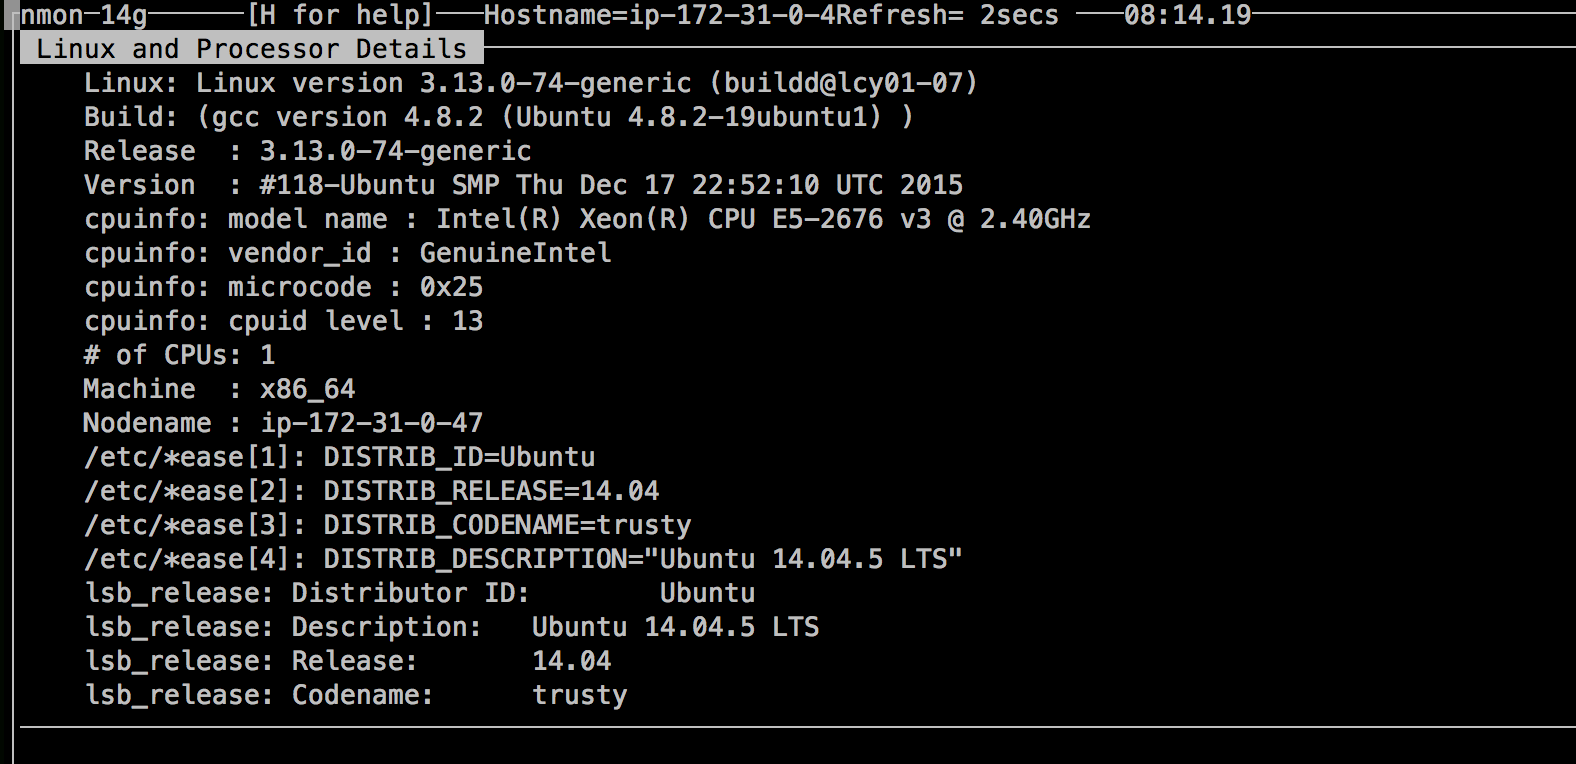 nmon-14g [H for help] Hostname=ip-172-31-0-4Refresh= 2secs 08:14.19
Linux and Processor Details
Linux: Linux version 3.13.0-74-generic (buildd@lcy01-07)
Build: (gcc version 4.8.2 (Ubuntu 4.8.2-19ubuntu1) )
Release  : 3.13.0-74-generic
Version  : #118-Ubuntu SMP Thu Dec 17 22:52:10 UTC 2015
cpuinfo: model name : Intel(R) Xeon(R) CPU E5-2676 v3 @ 2.40GHz
cpuinfo: vendor_id : GenuineIntel
cpuinfo: microcode : 0x25
cpuinfo: cpuid level : 13
# of CPUs: 1
Machine  : x86_64
Nodename : ip-172-31-0-47
/etc/*ease[1]: DISTRIB_ID=Ubuntu
/etc/*ease[2]: DISTRIB_RELEASE=14.04
/etc/*ease[3]: DISTRIB_CODENAME=trusty
/etc/*ease[4]: DISTRIB_DESCRIPTION="Ubuntu 14.04.5 LTS"
lsb_release: Distributor ID:        Ubuntu
lsb_release: Description:   Ubuntu 14.04.5 LTS
lsb_release: Release:       14.04
lsb_release: Codename:      trusty